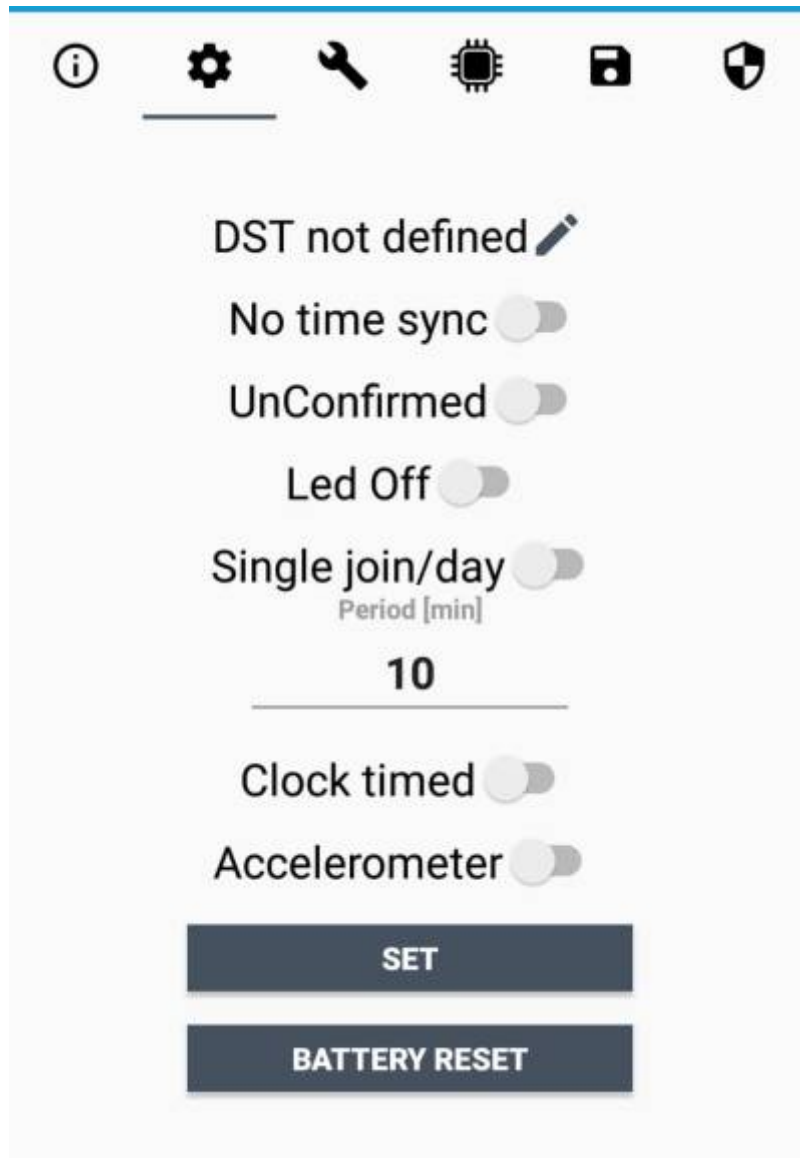 DST not defined
No time sync
UnConfirmed
Led Off
Single join/day
Period [min]
10
Clock timed
Accelerometer
SET
BATTERY RESET